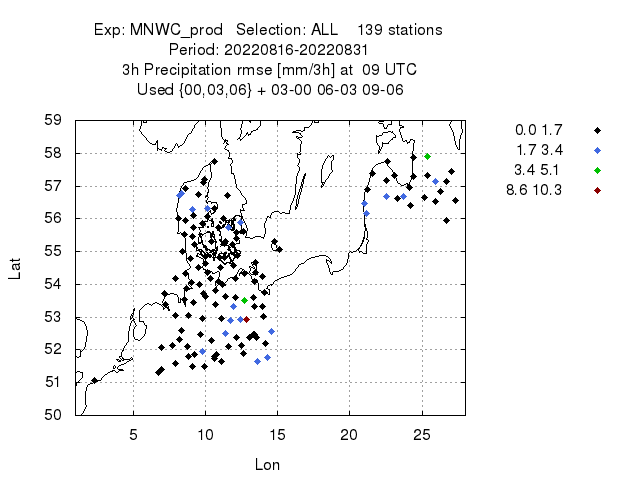 Exp: MNWC_prod   Selection: ALL    139 stations
Period: 20220816-20220831
3h Precipitation rmse [mm/3h] at  09 UTC
Used {00,03,06} + 03-00 06-03 09-06
59
58
57
56
55
54
53
52
51
50
Lat
5 10 15 20 25
Lon
0.0 1.7
1.7 3.4
3.4 5.1
8.6 10.3